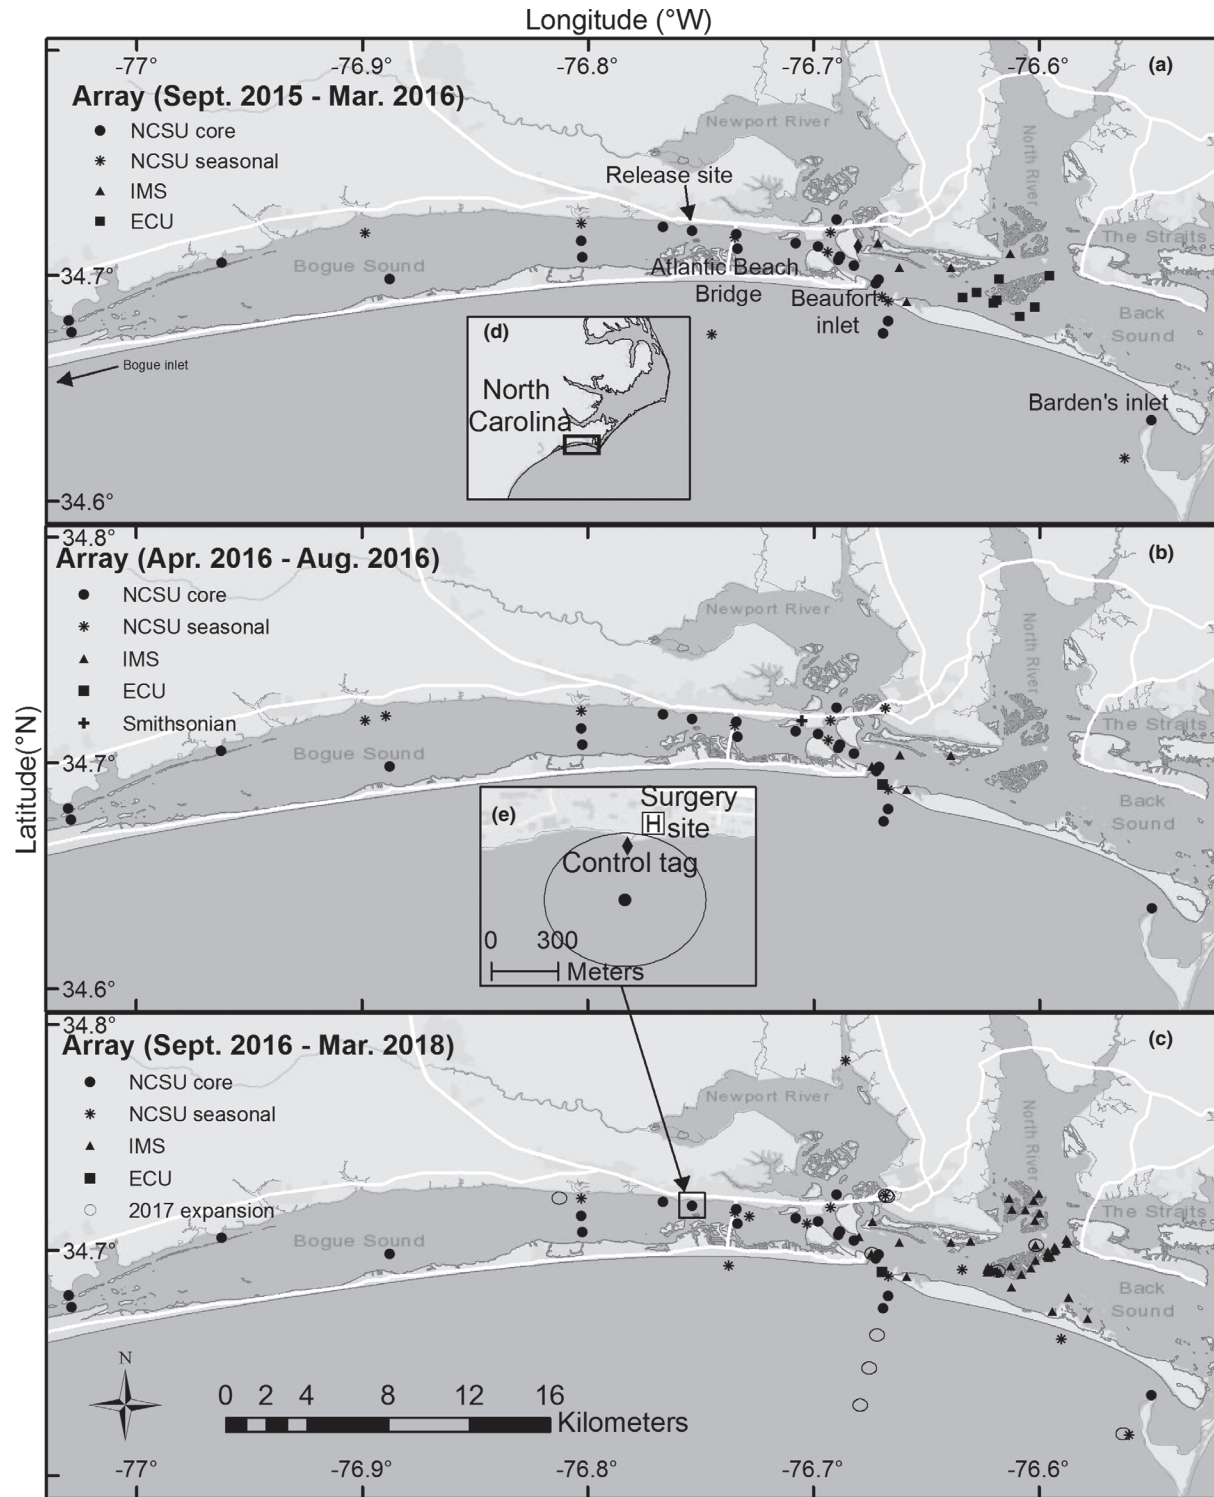 Longitude (°W)
-77°
-76.9°
-76.8°
-76.7°
-76.6°
(a)
Array (Sept. 2015 - Mar. 2016)
NCSU core
NCSU seasonal
IMS
ECU
Newport River
North River
Release site
The Straits
Bogue Sound
34.7°
Atlantic Beach
Bridge
Beaufort
inlet
Back
Sound
Bogue inlet
(d)
North
Carolina
Barden's inlet
34.6°
34.8°
Array (Apr. 2016 - Aug. 2016)
(b)
NCSU core
NCSU seasonal
IMS
ECU
Smithsonian
Newport River
North River
The Straits
Latitude(°N)
Bogue Sound
34.7°
Back
Sound
(e)
Surgery
H site
Control tag
0 300
Meters
34.6°
34.8°
Array (Sept. 2016 - Mar. 2018)
(c)
NCSU core
NCSU seasonal
IMS
ECU
2017 expansion
Newport River
North River
The Straits
Bogue Sound
34.7°
Back
Sound
N
0 2 4 8 12 16
Kilometers
-77°
-76.9°
-76.8°
-76.7°
-76.6°